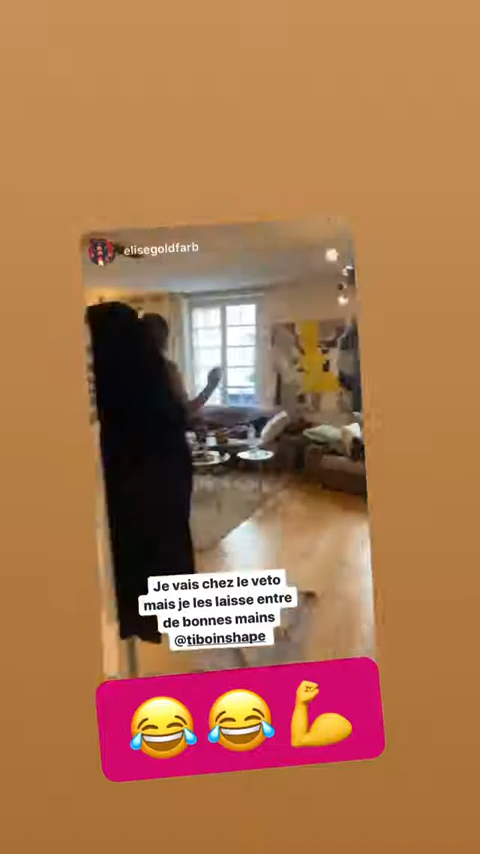 elisegoldfarb
Je vais chez le veto
mais je les laisse entre
de bonnes mains
@tiboinshape